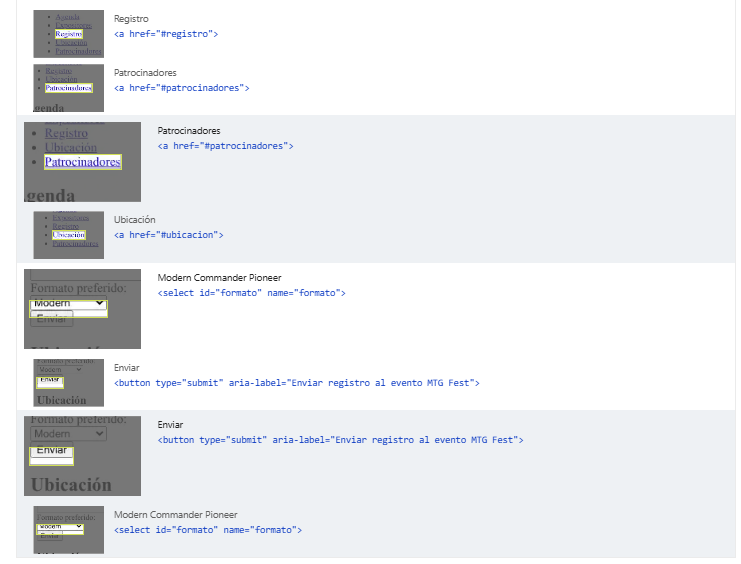 Agenda
Expositores
Registro
Ubicación
Patrocinadores
Registro
<a href="#registro">
Registro
Ubicación
Patrocinadores
.genda
Patrocinadores
<a href="#patrocinadores">
Registro
Ubicación
Patrocinadores
.genda
Patrocinadores
<a href="#patrocinadores">
Expositores
Registro
Ubicación
Patrocinadores
Ubicación
<a href="#ubicacion">
Formato preferido:
Modern
Enviar
Modern Commander Pioneer
<select id="formato" name="formato">
Formato preferido:
Modern
Enviar
Ubicación
Enviar
<button type="submit" aria-label="Enviar registro al evento MTG Fest">
Formato preferido:
Modern
Enviar
Ubicación
Enviar
<button type="submit" aria-label="Enviar registro al evento MTG Fest">
Formato preferido:
Modern
Enviar
Modern Commander Pioneer
<select id="formato" name="formato">